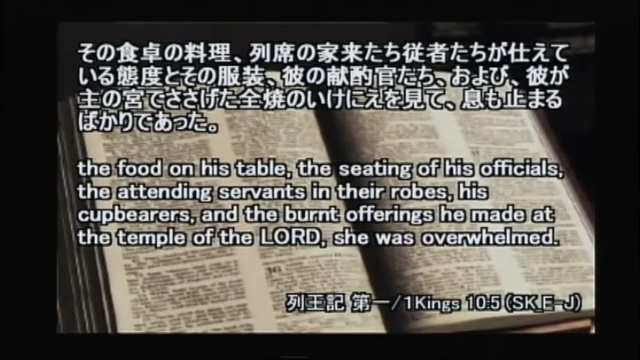 その食卓の料理、列席の家来たち従者たちが仕えて
いる態度とその服装、彼の献酌官たち、および、彼が
主の宮でささげた全焼のいけにえを見て、息も止まる
ばかりであった。
the food on his table, the seating of his officials,
the attending servants in their robes, his
cupbearers, and the burnt offerings he made at
the temple of the LORD, she was overwhelmed.
列王記 第一/1Kings 10:5 (SK_E-J)